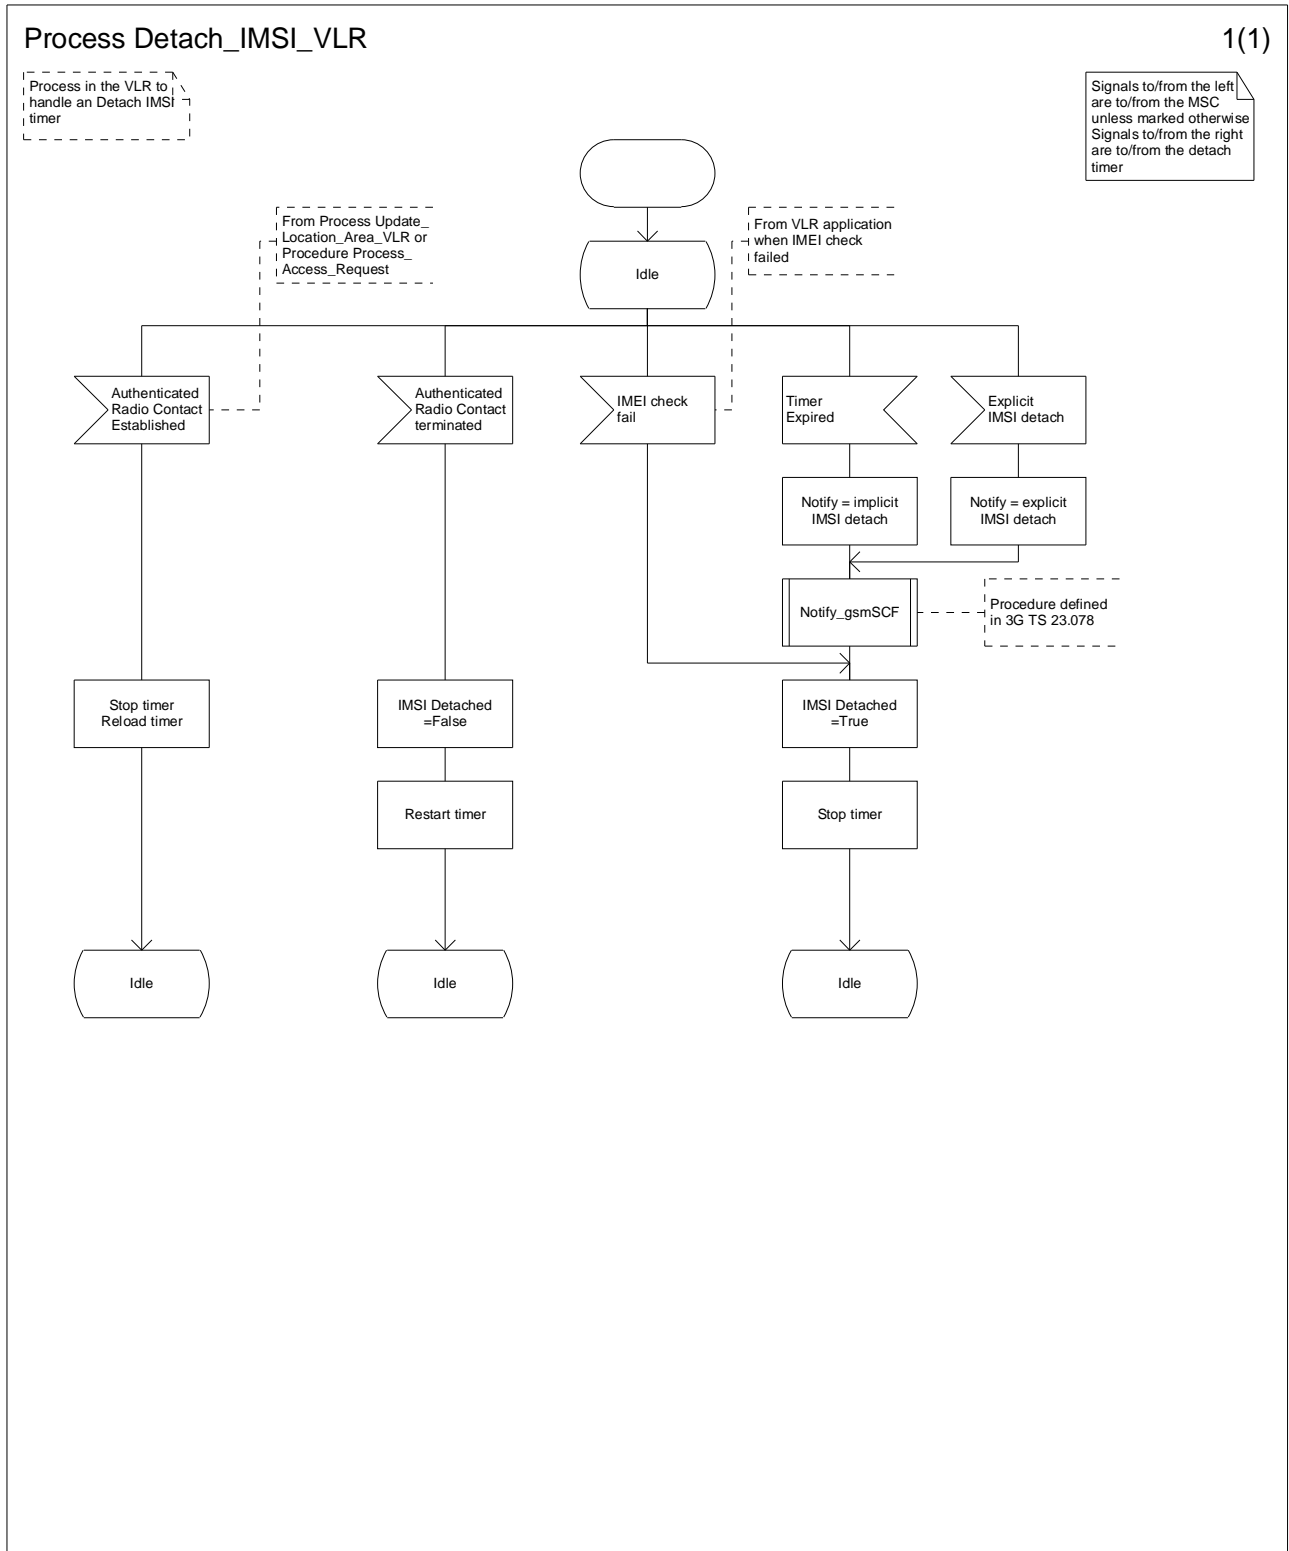 Process Detach_IMSI_VLR
1(1)
Process in the VLR to
handle an Detach IMSI
timer
Signals to/from the left
are to/from the MSC
unless marked otherwise
Signals to/from the right
are to/from the detach
timer
From Process Update_
Location_Area_VLR or
Procedure Process_
Access_Request
From VLR application
when IMEI check
failed
Idle
Authenticated
Radio Contact
Established
Authenticated
Radio Contact
terminated
IMEI check
fail
Timer
Expired
Explicit
IMSI detach
Notify = implicit
IMSI detach
Notify = explicit
IMSI detach
Notify_gsmSCF
Procedure defined
in 3G TS 23.078
Stop timer
Reload timer
IMSI Detached
=False
IMSI Detached
=True
Restart timer
Stop timer
Idle
Idle
Idle